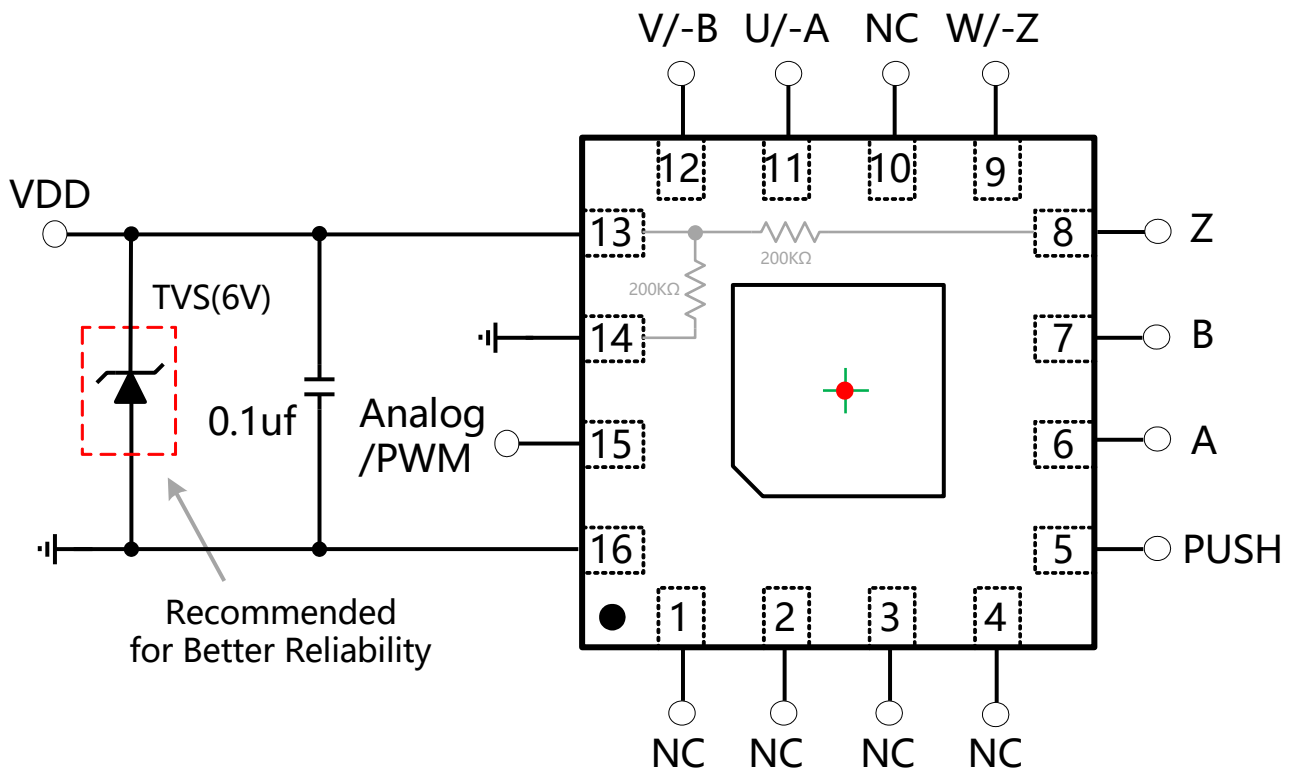 V/-B U/-A NC W/-Z
12 11 10 9
VDD
13 8 Z
200KΩ
200KΩ
TVS(6V)
14 7 B
0.1uf
Analog
/PWM
15 6 A
16 5 PUSH
Recommended
for Better Reliability
1 2 3 4
NC NC NC NC